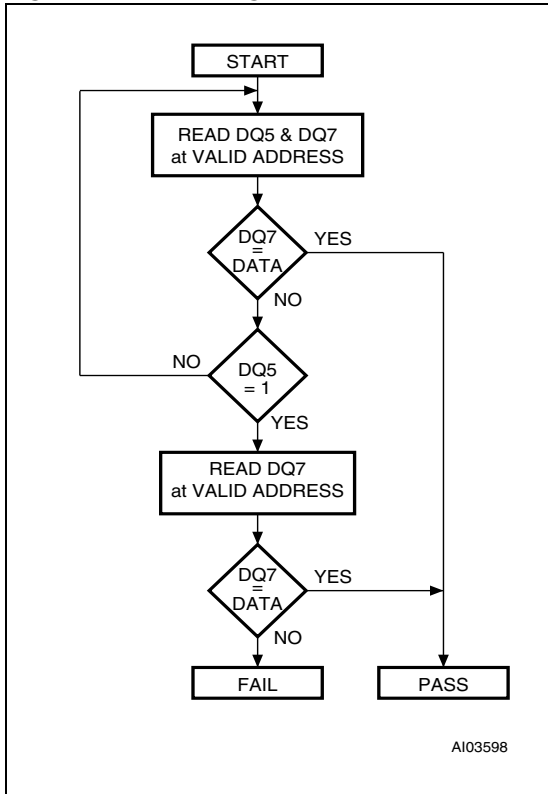 START
READ DQ5 & DQ7
at VALID ADDRESS
DQ7
=
DATA
YES
NO
DQ5
= 1
NO
YES
READ DQ7
at VALID ADDRESS
DQ7
=
DATA
YES
NO
FAIL
PASS
AI03598